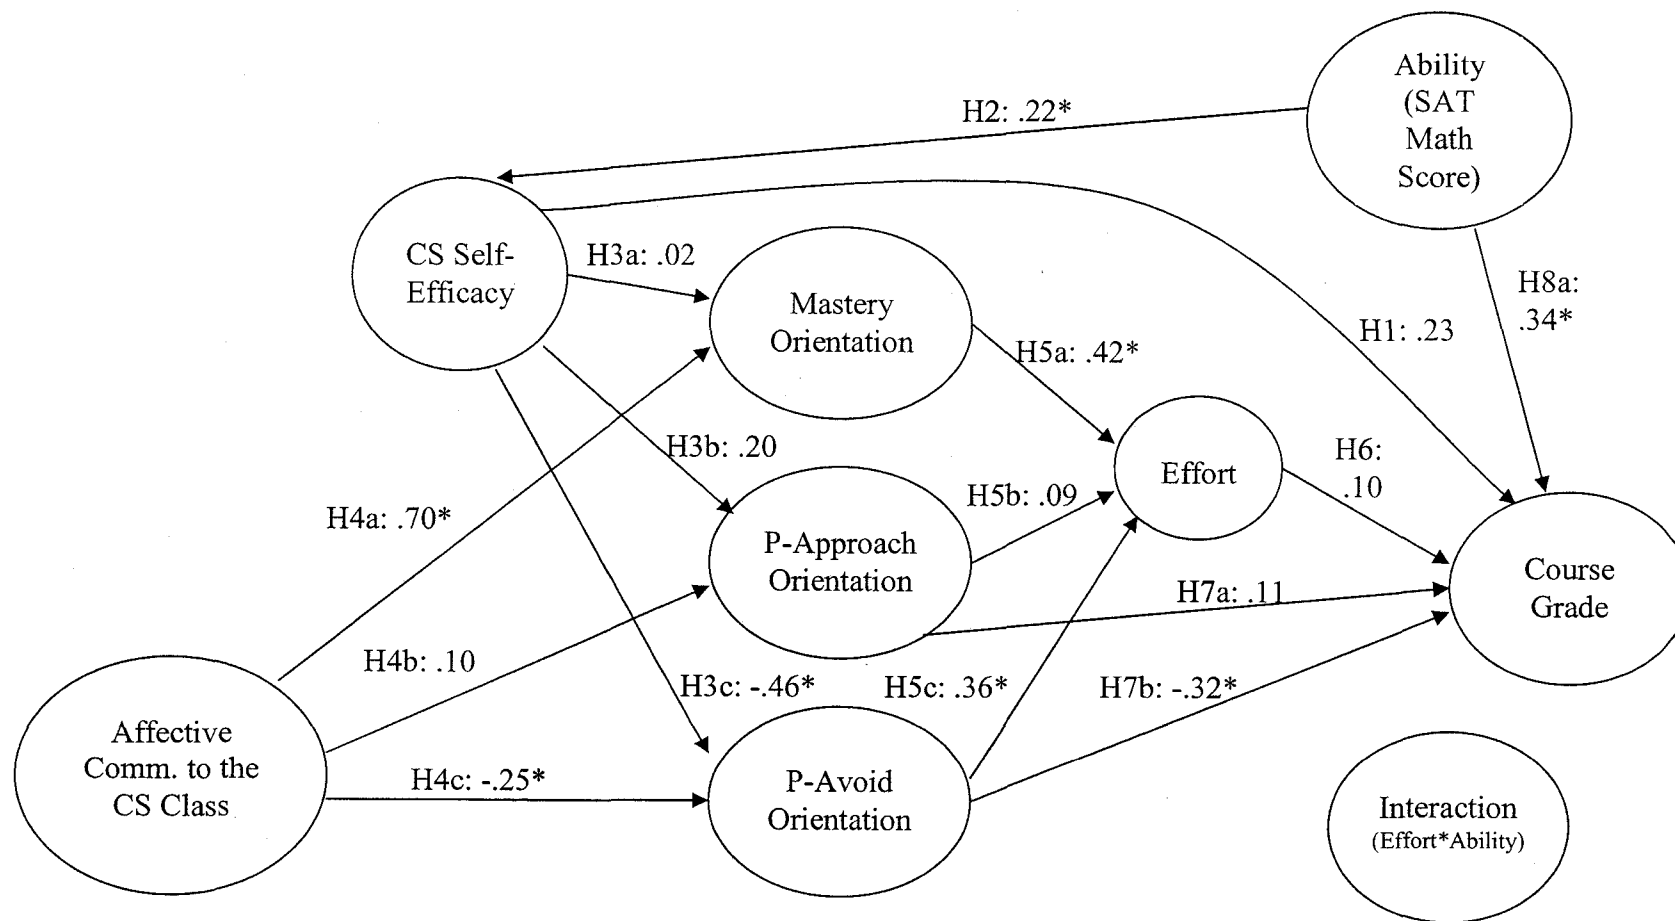 Ability
(SAT
Math
Score)
H2: .22*
CS Self-
Efficacy
H3a: .02
Mastery
Orientation
H8a:
.34*
H1: .23
H5a: .42*
H3b: .20
H6:
.10
Effort
H5b: .09
H4a: .70*
P-Approach
Orientation
Course
Grade
H7a: .11
H4b: .10
H3c: -.46*
H5c: .36*
H7b: -.32*
Affective
Comm. to the
CS Class
H4c: -.25*
P-Avoid
Orientation
Interaction
(Effort*Ability)